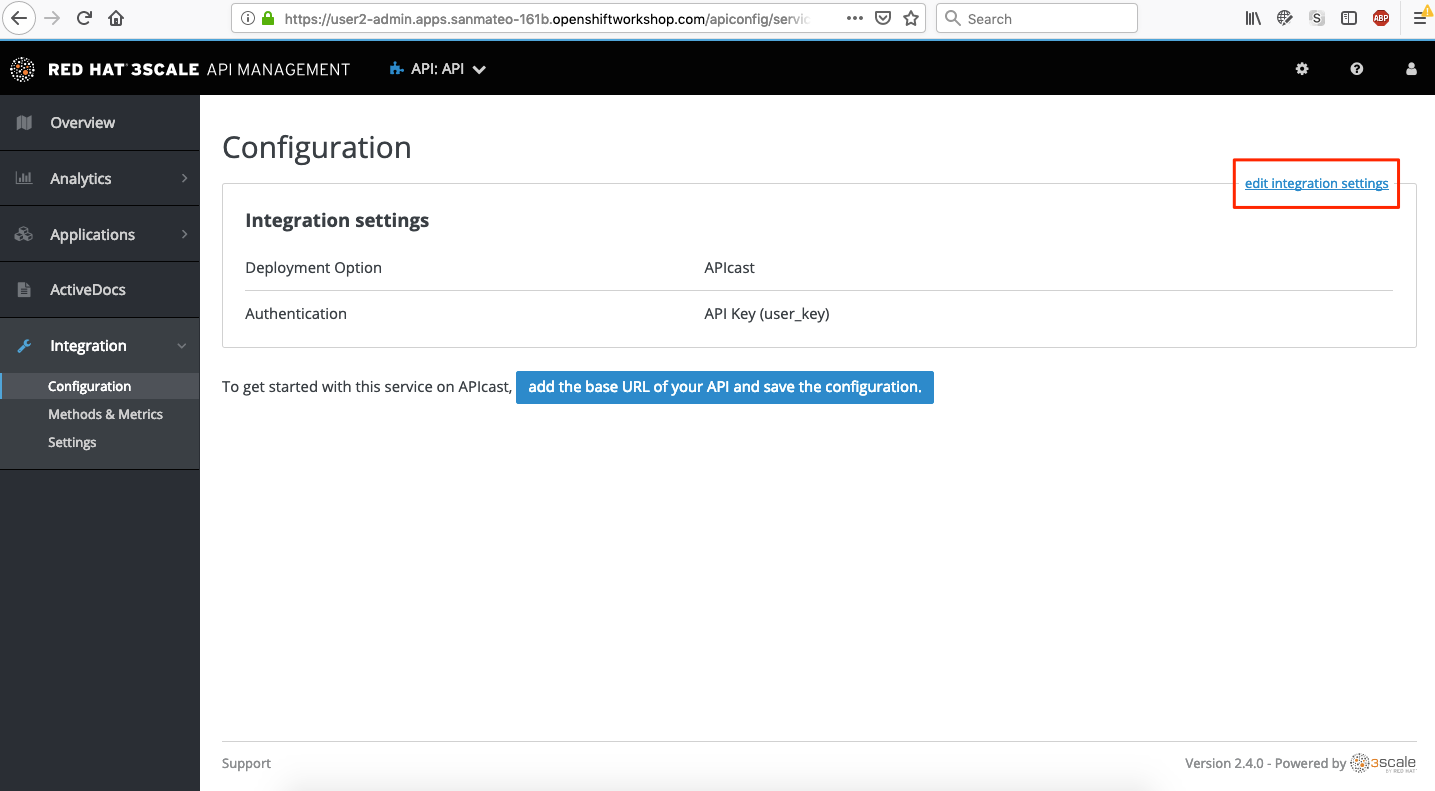 https://user2-admin.apps.sanmateo-161b.openshiftworkshop.com/apiconfig/servic
Search
S
ABP
RED HAT 3SCALE API MANAGEMENT
API: API
Overview
Analytics
Applications
ActiveDocs
Integration
Configuration
Methods & Metrics
Settings
Configuration
edit integration settings
Integration settings
Deployment Option APIcast
Authentication API Key (user_key)
To get started with this service on APIcast, add the base URL of your API and save the configuration.
Support
Version 2.4.0 - Powered by 3scale
BY RED HAT